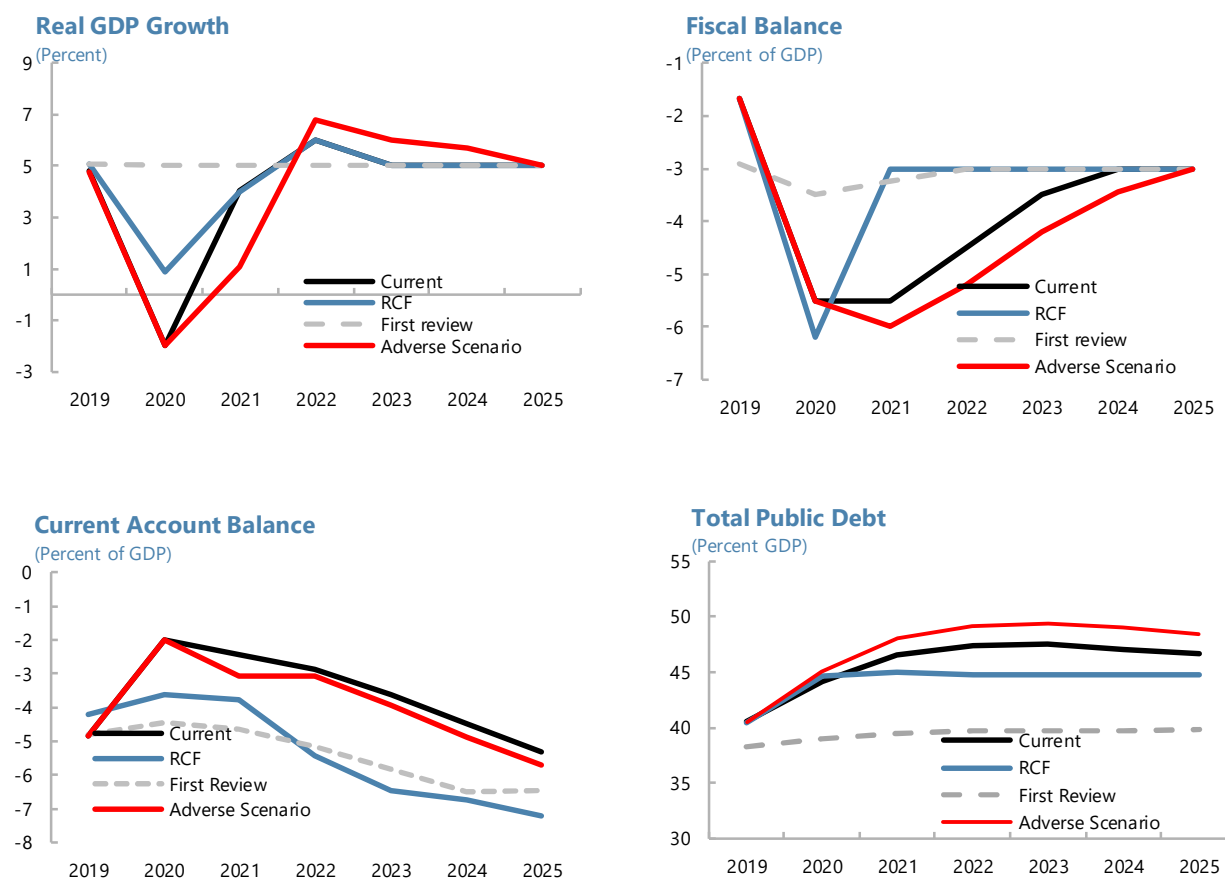 Real GDP Growth
(Percent)
9
7
5
3
1
-1
-3
Current
RCF
First review
Adverse Scenario
2019 2020 2021 2022 2023 2024 2025
Fiscal Balance
(Percent of GDP)
-1
-2
-3
-4
-5
-6
-7
Current
RCF
First review
Adverse Scenario
2019 2020 2021 2022 2023 2024 2025
Current Account Balance
(Percent of GDP)
0
-1
-2
-3
-4
-5
-6
-7
-8
Current
RCF
First Review
Adverse Scenario
2019 2020 2021 2022 2023 2024 2025
Total Public Debt
(Percent GDP)
55
50
45
40
35
30
Current
RCF
First Review
Adverse Scenario
2019 2020 2021 2022 2023 2024 2025